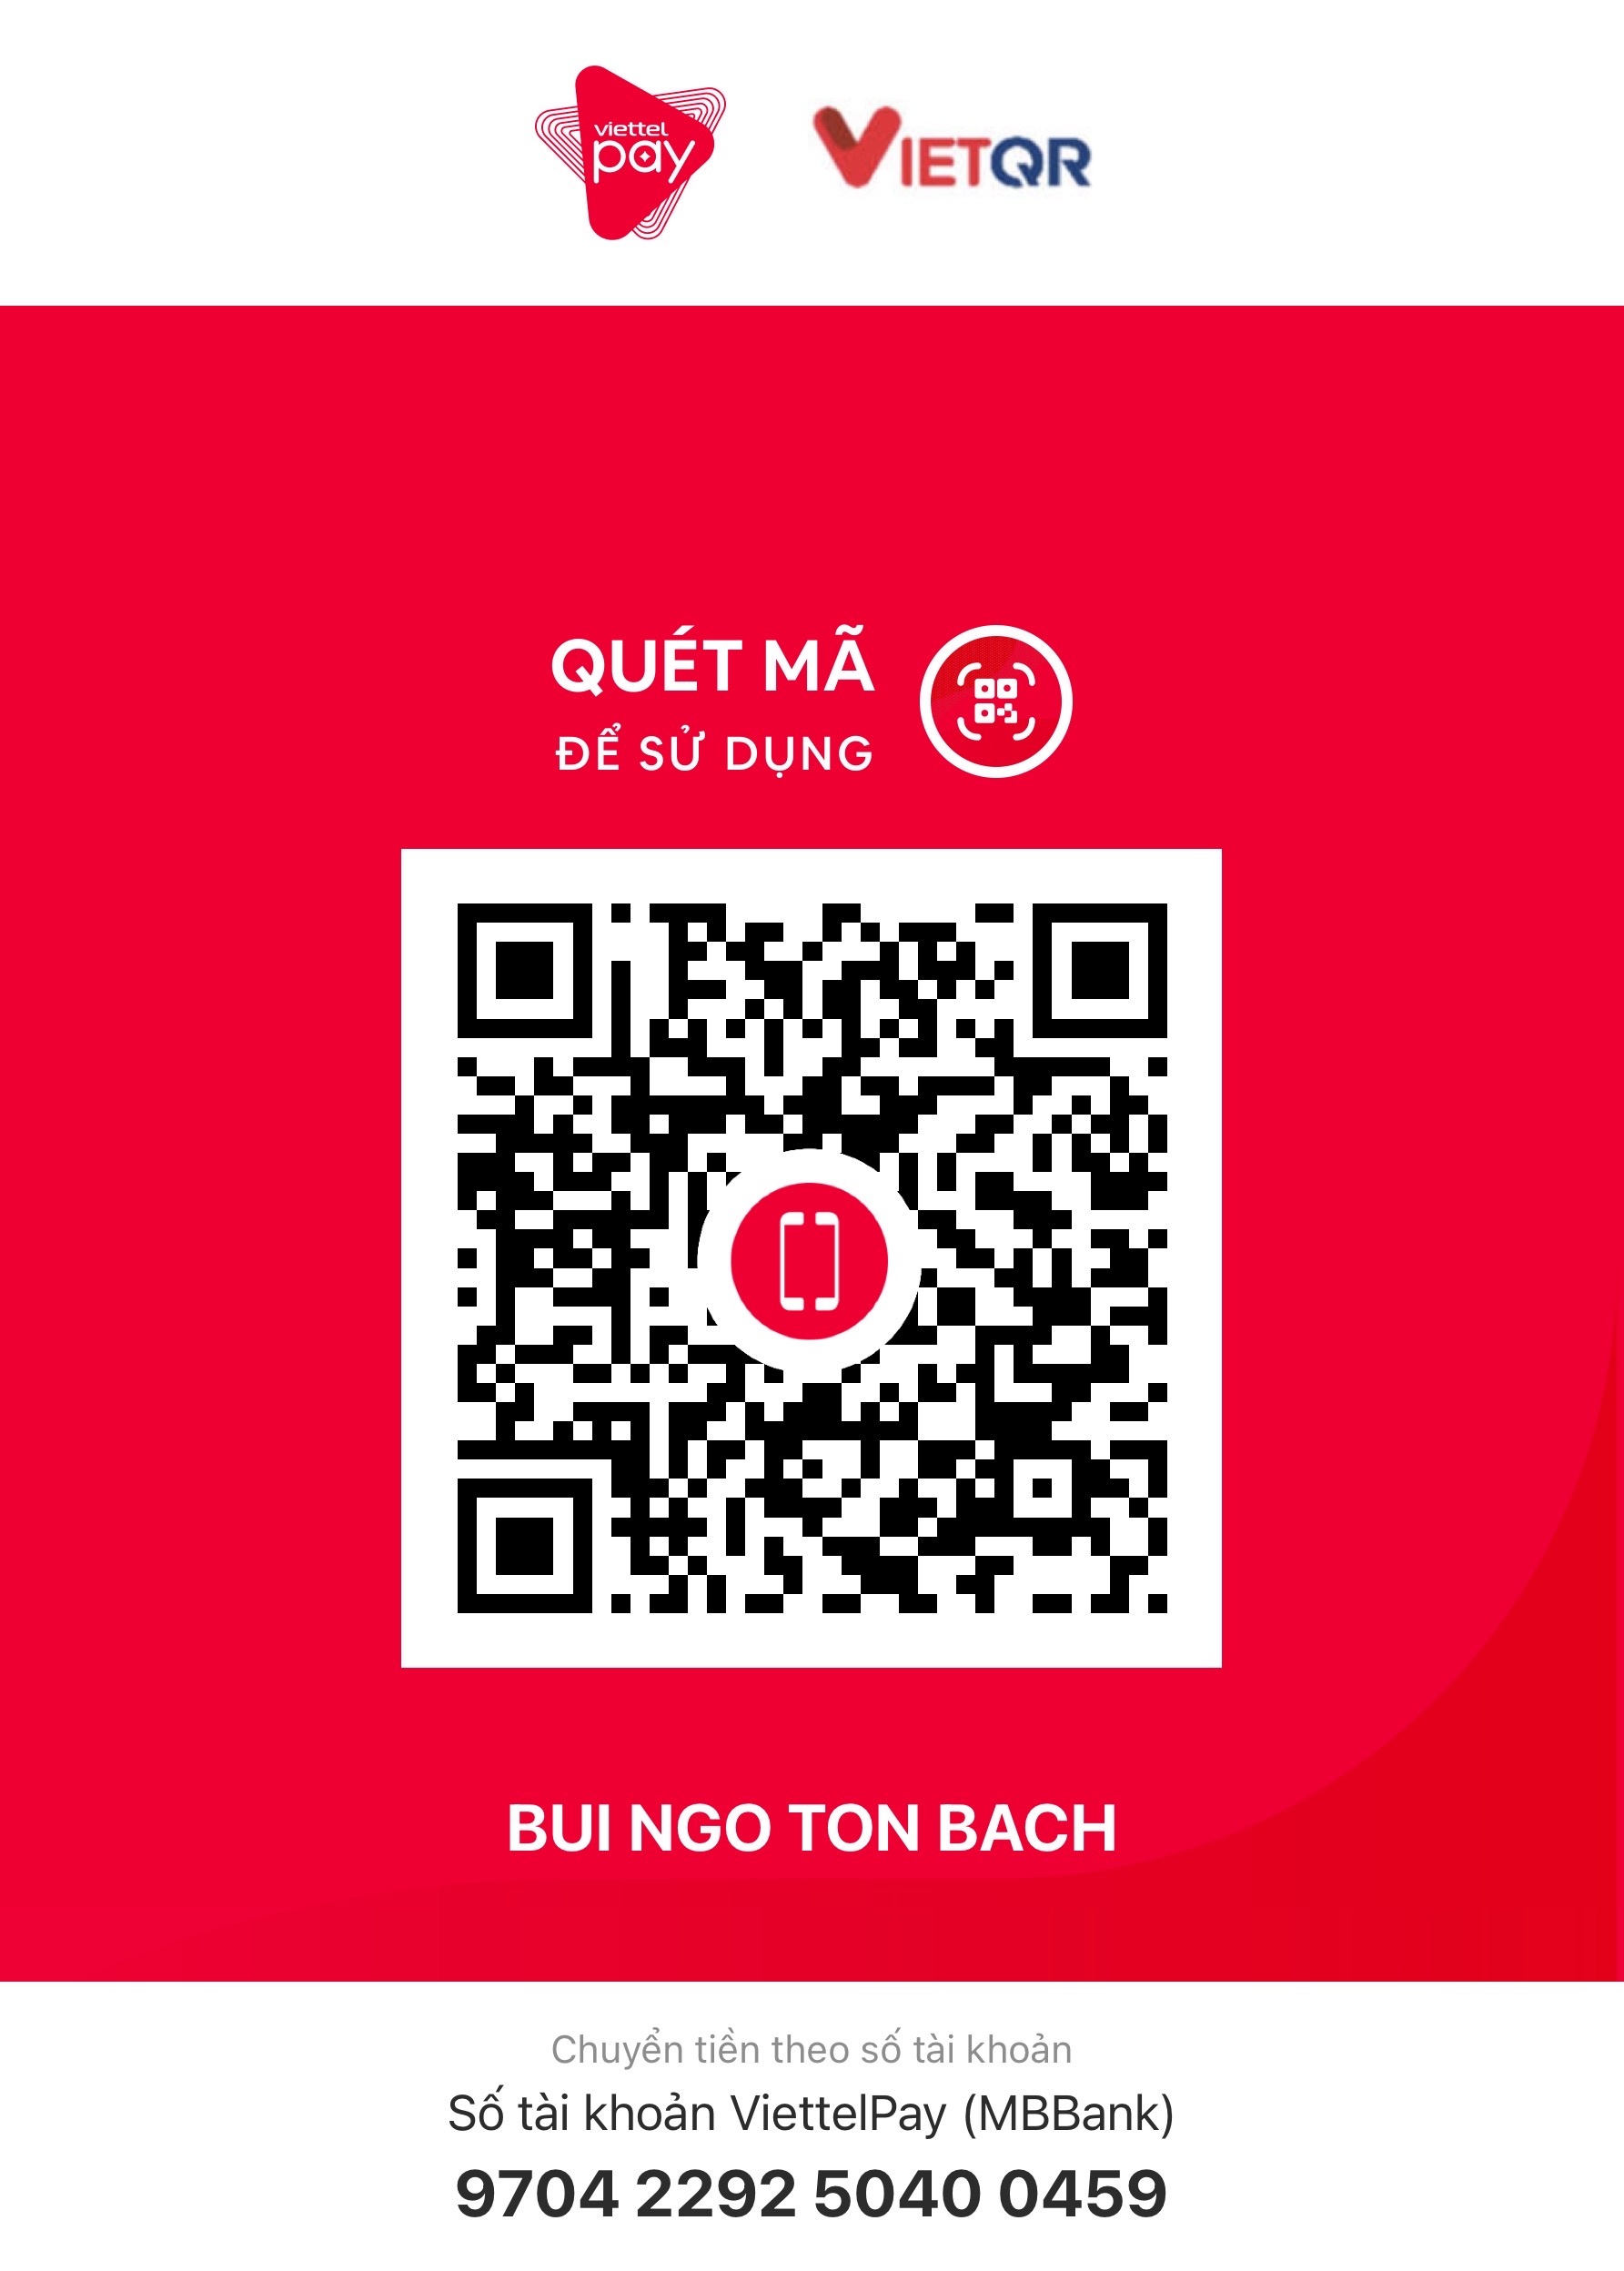 viettel
pay
VIETQR
QUÉT MÃ
ĐỂ SỬ DỤNG
BUI NGO TON BACH
Chuyển tiền theo số tài khoản
Số tài khoản ViettelPay (MBBank)
9704 2292 5040 0459